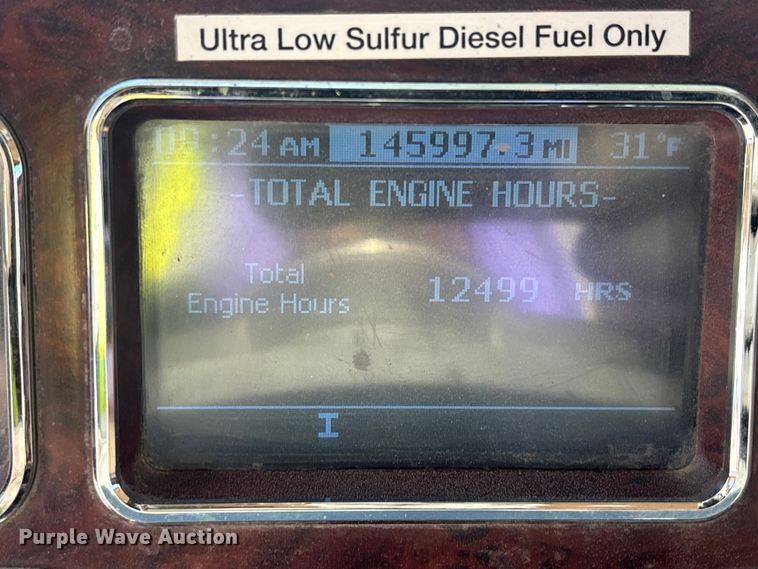 Ultra Low Sulfur Diesel Fuel Only
:24 AM 145997.3 MI 31°F
-TOTAL ENGINE HOURS-
Total
Engine Hours 12499 HRS
I
Purple Wave Auction